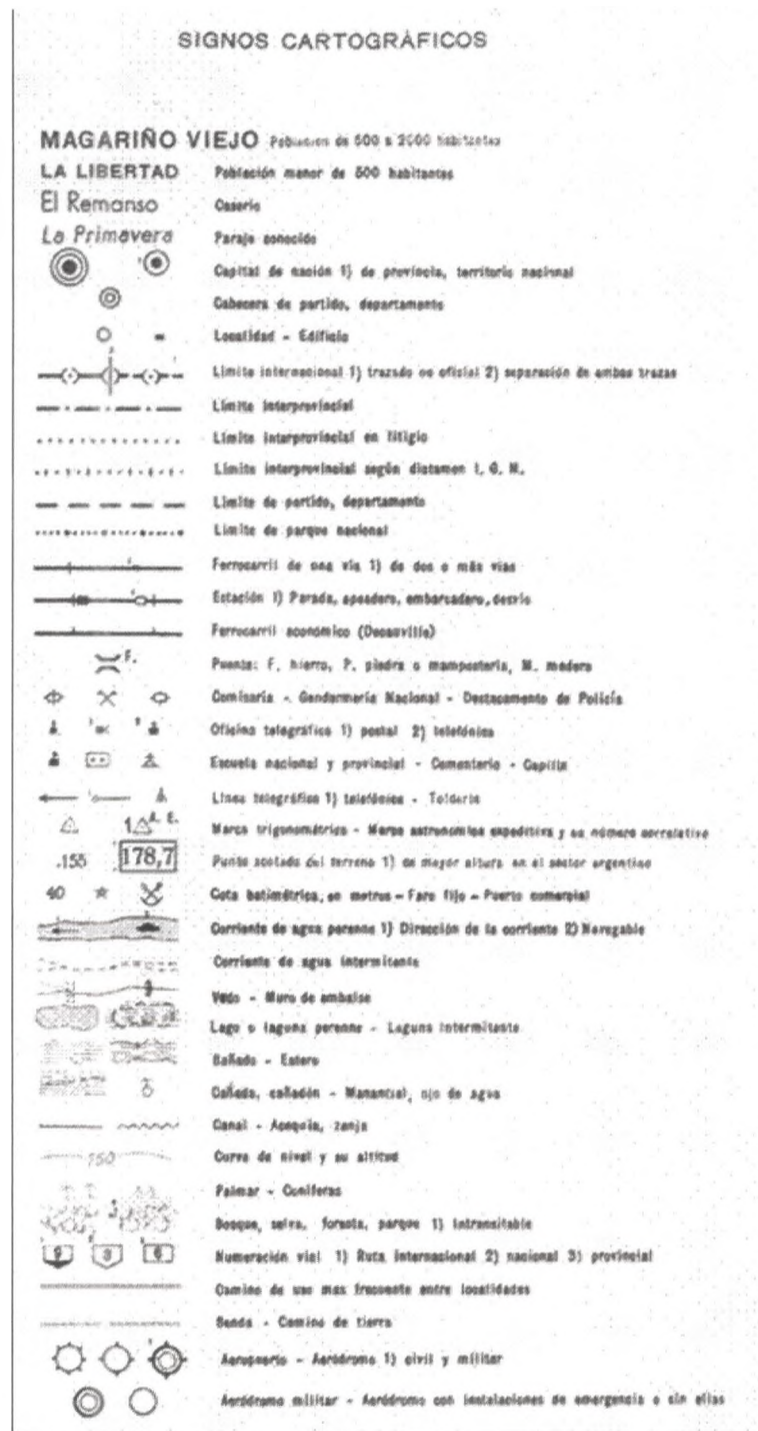 SIGNOS CARTOGRÁFICOS
MAGARIÑO VIEJO Población de 500 a 2000 habitantes
LA LIBERTAD Población menor de 500 habitantes
El Remanso Caserío
La Primavera Paraje conocido
Capital de nación 1) de provincia, territorio nacional
Cabecera de partido, departamento
Localidad - Edificio
Límite internacional 1) trazado no oficial 2) separación de ambas trazas
Límite interprovincial
Límite interprovincial en litigio
Límite interprovincial según dictamen I. G. M.
Límite de partido, departamento
Límite de parque nacional
Ferrocarril de una vía 1) de dos o más vías
Estación 1) Parada, apeadero, embarcadero, desvío
Ferrocarril económico (Decauville)
F. Puente: F. hierro, P. piedra o mampostería, M. madera
Comisaría - Gendarmería Nacional - Destacamento de Policía
Oficina telegráfica 1) postal 2) telefónica
Escuela nacional y provincial - Cementerio - Capilla
Línea telegráfica 1) telefónica - Toldería
1 A. E. Marca trigonométrica - Marca astronómica expeditiva y su número correlativo
.155 178,7 Punto acotado del terreno 1) de mayor altura en el sector argentino
40 Cota batimétrica, en metros - Faro fijo - Puerto comercial
Corriente de agua perenne 1) Dirección de la corriente 2) Navegable
Corriente de agua intermitente
Vado - Muro de embalse
Lago o laguna perenne - Laguna intermitente
Bañado - Estero
Cañada, cañadón - Manantial, ojo de agua
Canal - Acequia, zanja
150 Curva de nivel y su altitud
Palmar - Coníferas
Bosque, selva, foresta, parque 1) Intransitable
9 3 6 Numeración vial 1) Ruta internacional 2) nacional 3) provincial
Camino de uso mas frecuente entre localidades
Senda - Camino de tierra
Aeropuerto - Aeródromo 1) civil y militar
Aeródromo militar - Aeródromo con instalaciones de emergencia o sin ellas